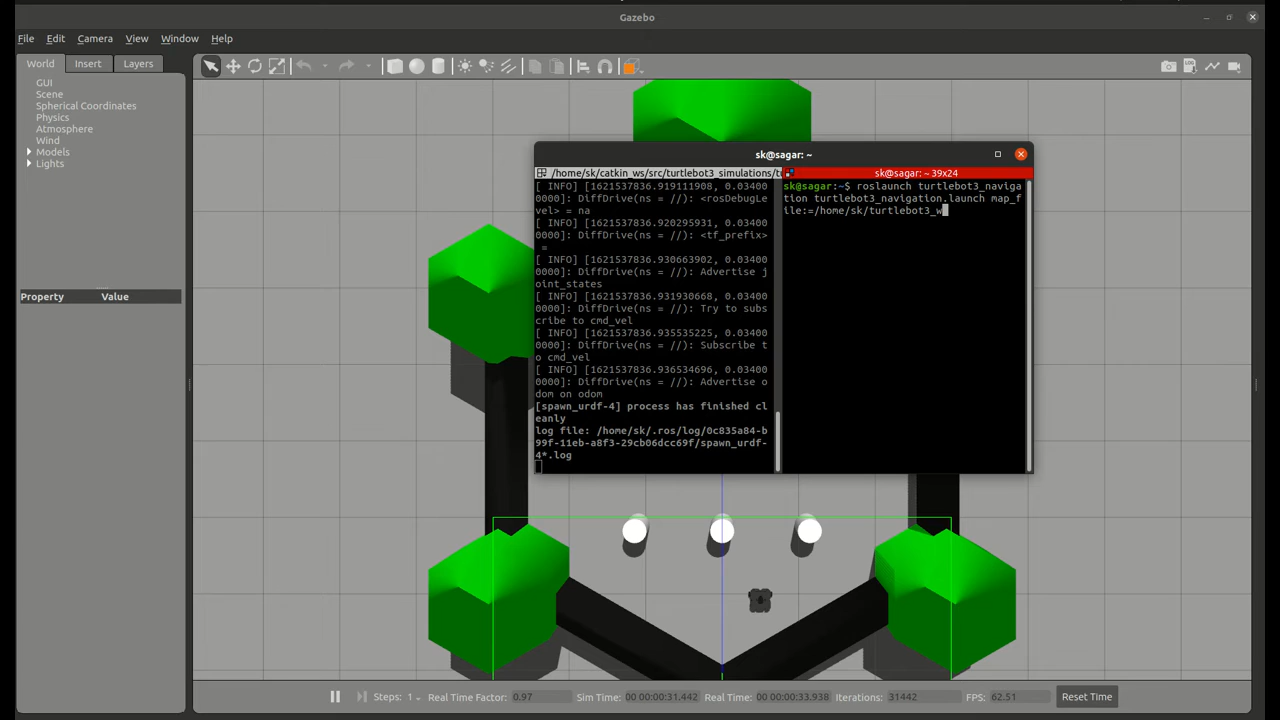 Gazebo
File Edit Camera View Window Help
World Insert Layers
GUI
Scene
Spherical Coordinates
Physics
Atmosphere
Wind
Models
Lights
Property Value
sk@sagar: ~
/home/sk/catkin_ws/src/turtlebot3_simulations/tu
[ INFO] [1621537836.919111908, 0.03400
0000]: DiffDrive(ns = //): <rosDebugLe
vel> = na
[ INFO] [1621537836.920295931, 0.03400
0000]: DiffDrive(ns = //): <tf_prefix>
=
[ INFO] [1621537836.930663902, 0.03400
0000]: DiffDrive(ns = //): Advertise j
oint_states
[ INFO] [1621537836.931930668, 0.03400
0000]: DiffDrive(ns = //): Try to subs
cribe to cmd_vel
[ INFO] [1621537836.935535225, 0.03400
0000]: DiffDrive(ns = //): Subscribe t
o cmd_vel
[ INFO] [1621537836.936534696, 0.03400
0000]: DiffDrive(ns = //): Advertise o
dom on odom
[spawn_urdf-4] process has finished cl
eanly
log file: /home/sk/.ros/log/0c835a84-b
99f-11eb-a8f3-29cb06dcc69f/spawn_urdf-
4*.log
sk@sagar: ~ 39x24
sk@sagar:~$ roslaunch turtlebot3_naviga
tion turtlebot3_navigation.launch map_f
ile:=/home/sk/turtlebot3_w
Steps: 1 Real Time Factor: 0.97 Sim Time: 00 00:00:31.442 Real Time: 00 00:00:33.938 Iterations: 31442 FPS: 62.51 Reset Time